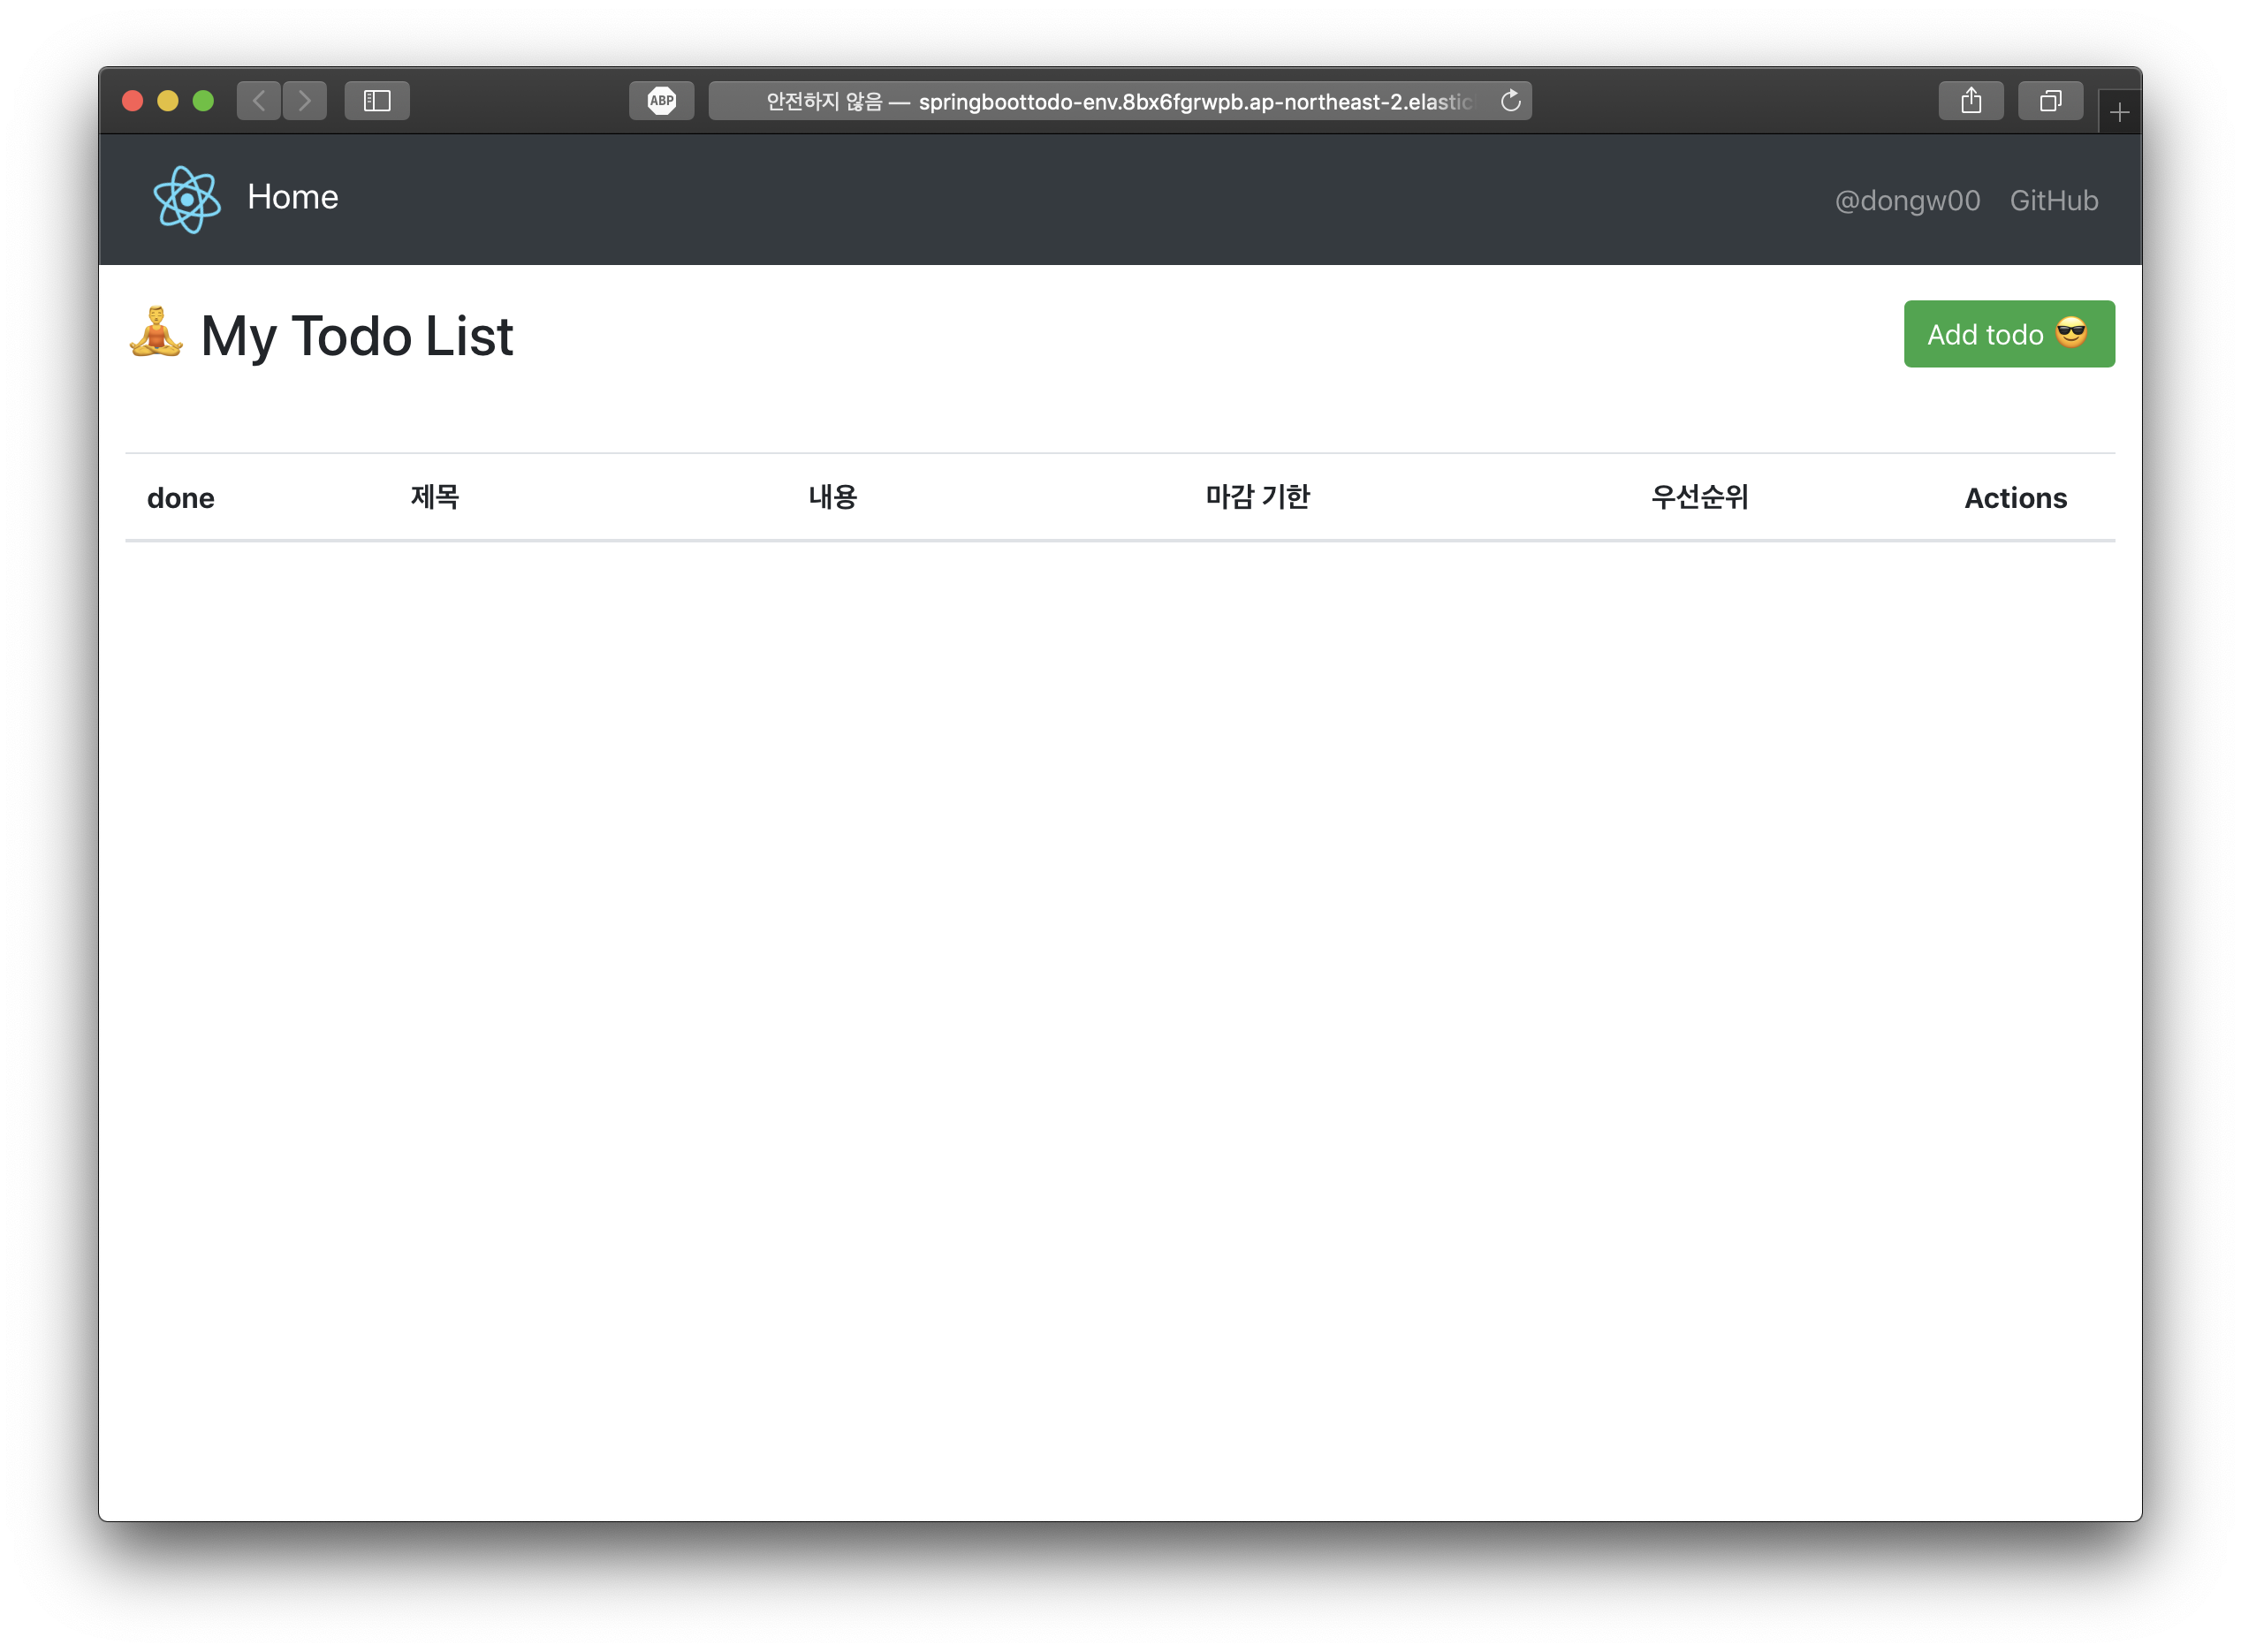 ABP
안전하지 않음 — springboottodo-env.8bx6fgrwpb.ap-northeast-2.elastic
Home
@dongw00 GitHub
My Todo List
Add todo
done 제목 내용 마감 기한 우선순위 Actions